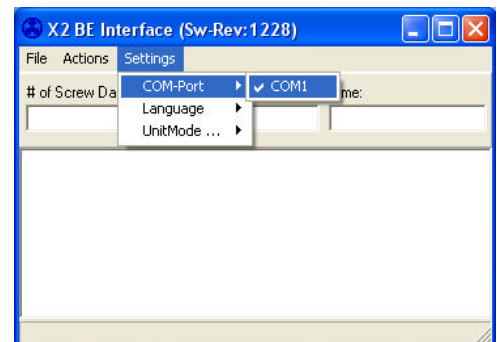 X2 BE Interface (Sw-Rev:1228)
File Actions Settings
COM-Port COM1
# of Screw Da me:
Language
UnitMode ...